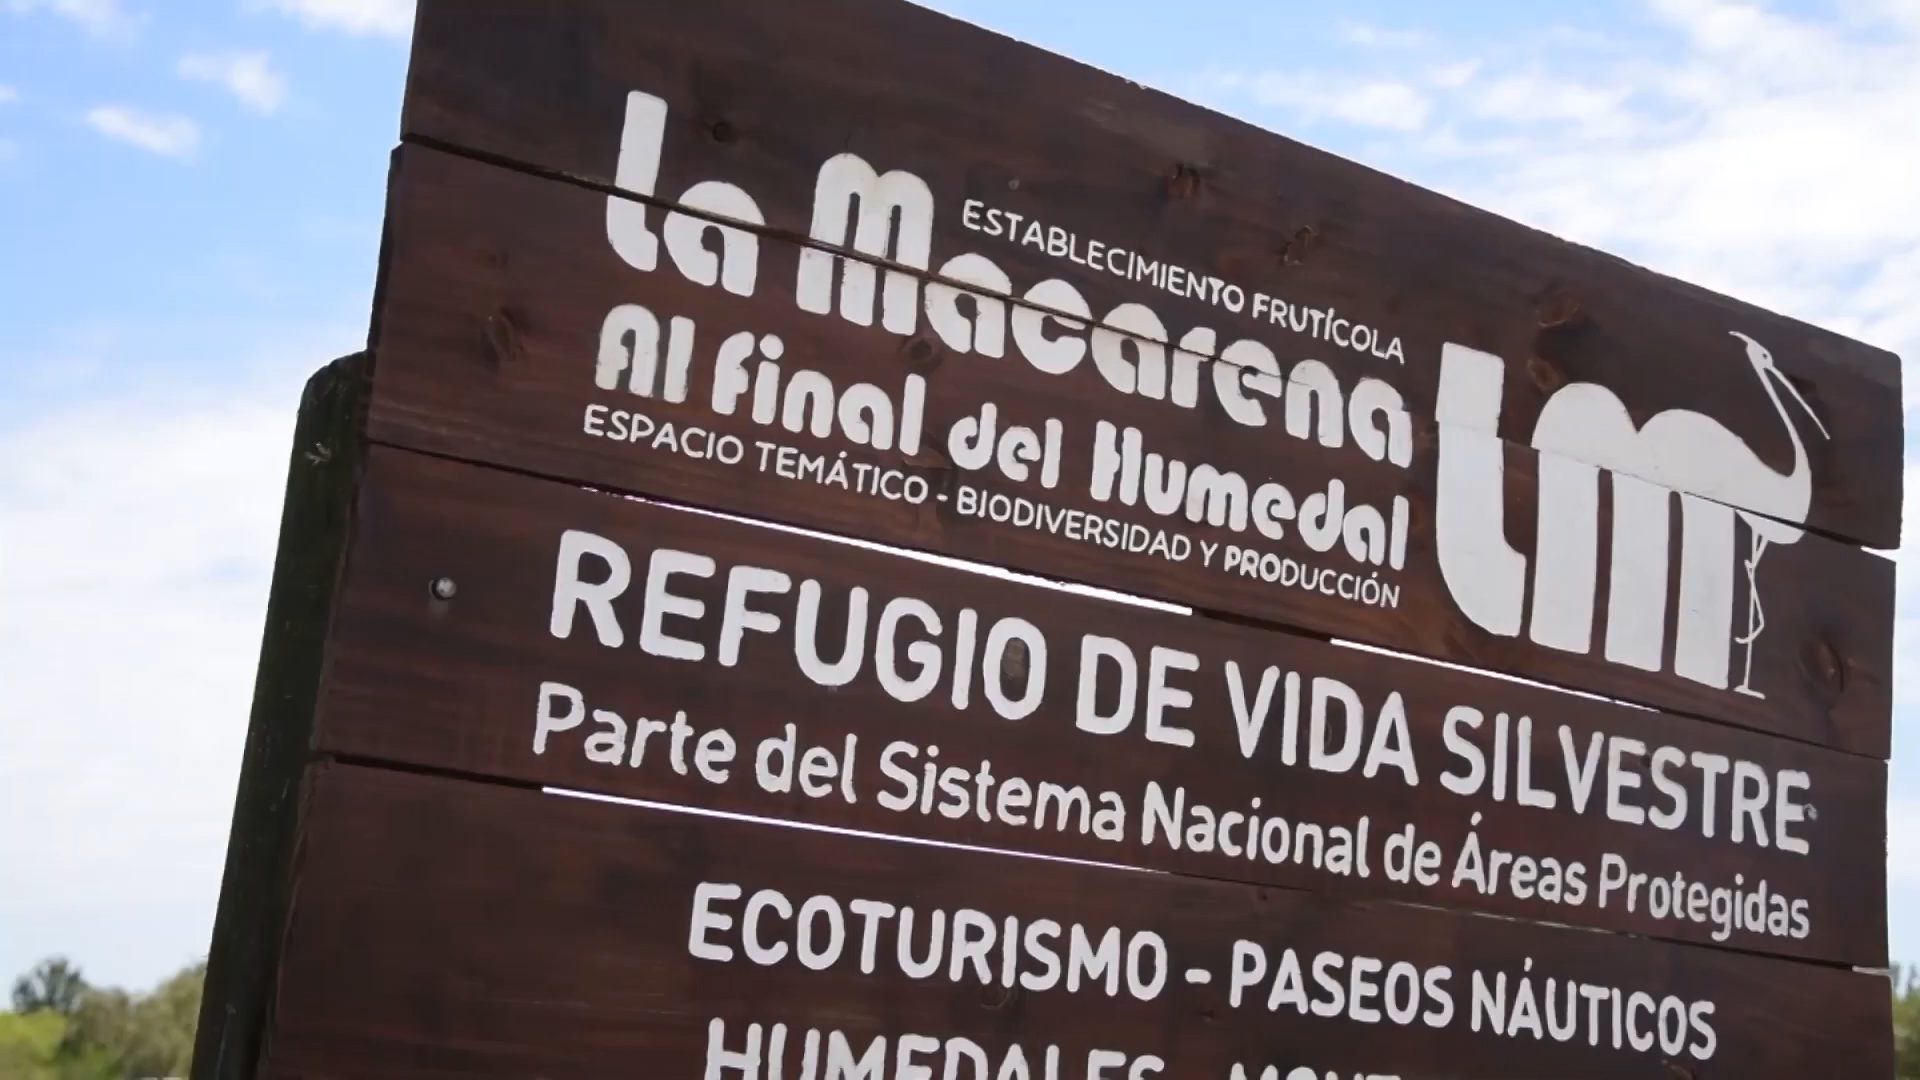 ESTABLECIMIENTO FRUTÍCOLA
La Macarena
Al Final del Humedal
ESPACIO TEMÁTICO - BIODIVERSIDAD Y PRODUCCIÓN
Lm
REFUGIO DE VIDA SILVESTRE
Parte del Sistema Nacional de Áreas Protegidas
ECOTURISMO - PASEOS NÁUTICOS
HUMEDALES -